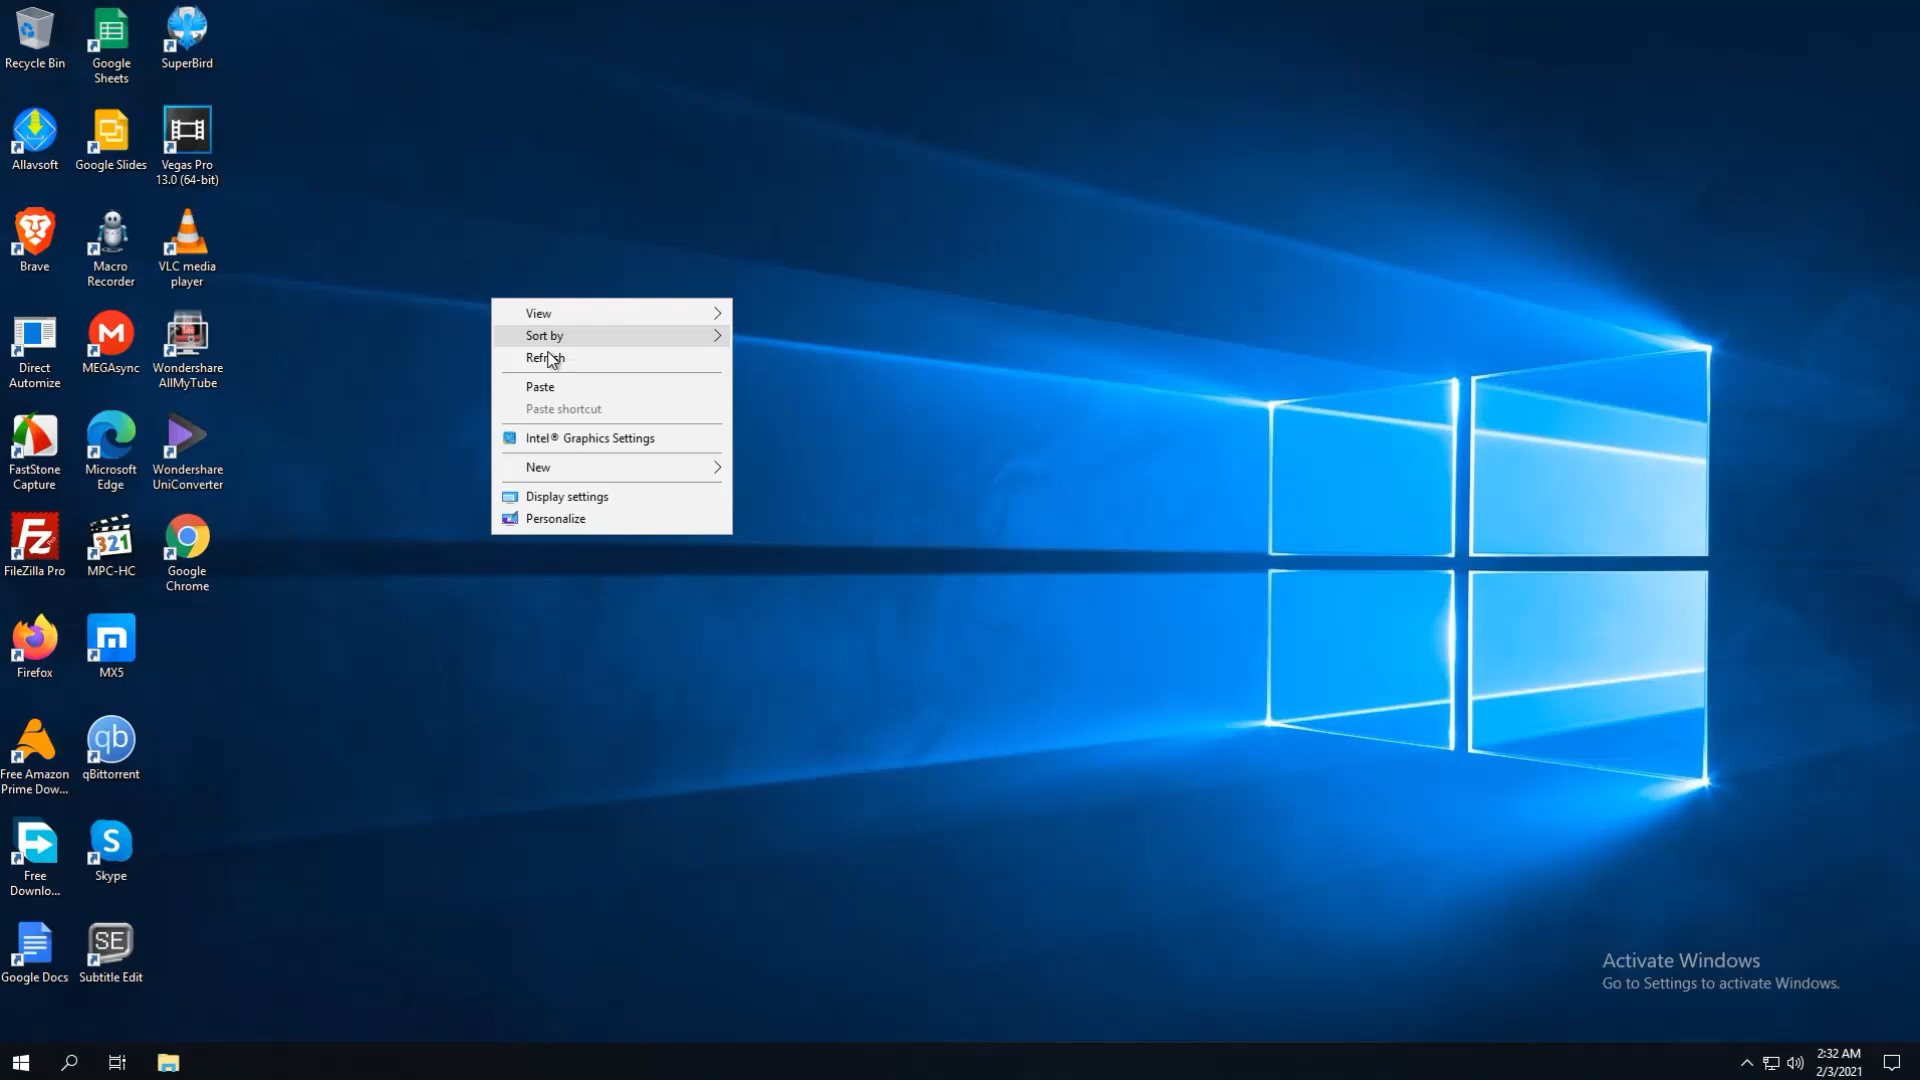 Recycle Bin
Google
Sheets
SuperBird
Allavsoft
Google Slides
Vegas Pro
13.0 (64-bit)
Brave
Macro
Recorder
VLC media
player
Direct
Automize
MEGAsync
Wondershare
AllMyTube
FastStone
Capture
Microsoft
Edge
Wondershare
UniConverter
FileZilla Pro
MPC-HC
Google
Chrome
Firefox
MX5
Free Amazon
Prime Dow...
qBittorrent
Free
Downlo...
Skype
Google Docs
Subtitle Edit
View
Sort by
Refresh
Paste
Paste shortcut
Intel® Graphics Settings
New
Display settings
Personalize
321
qb
S
SE
Activate Windows
Go to Settings to activate Windows.
2:32 AM
2/3/2021